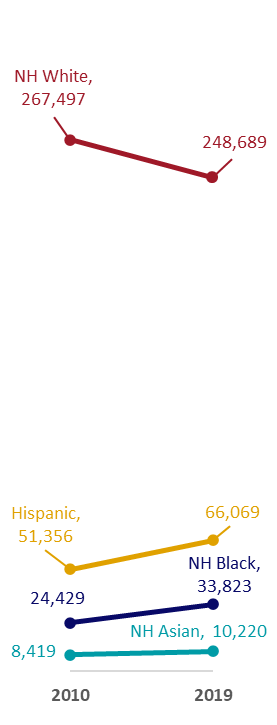 NH White,
267,497
248,689
Hispanic,
51,356
66,069
NH Black,
33,823
24,429
NH Asian, 10,220
8,419
2010 2019